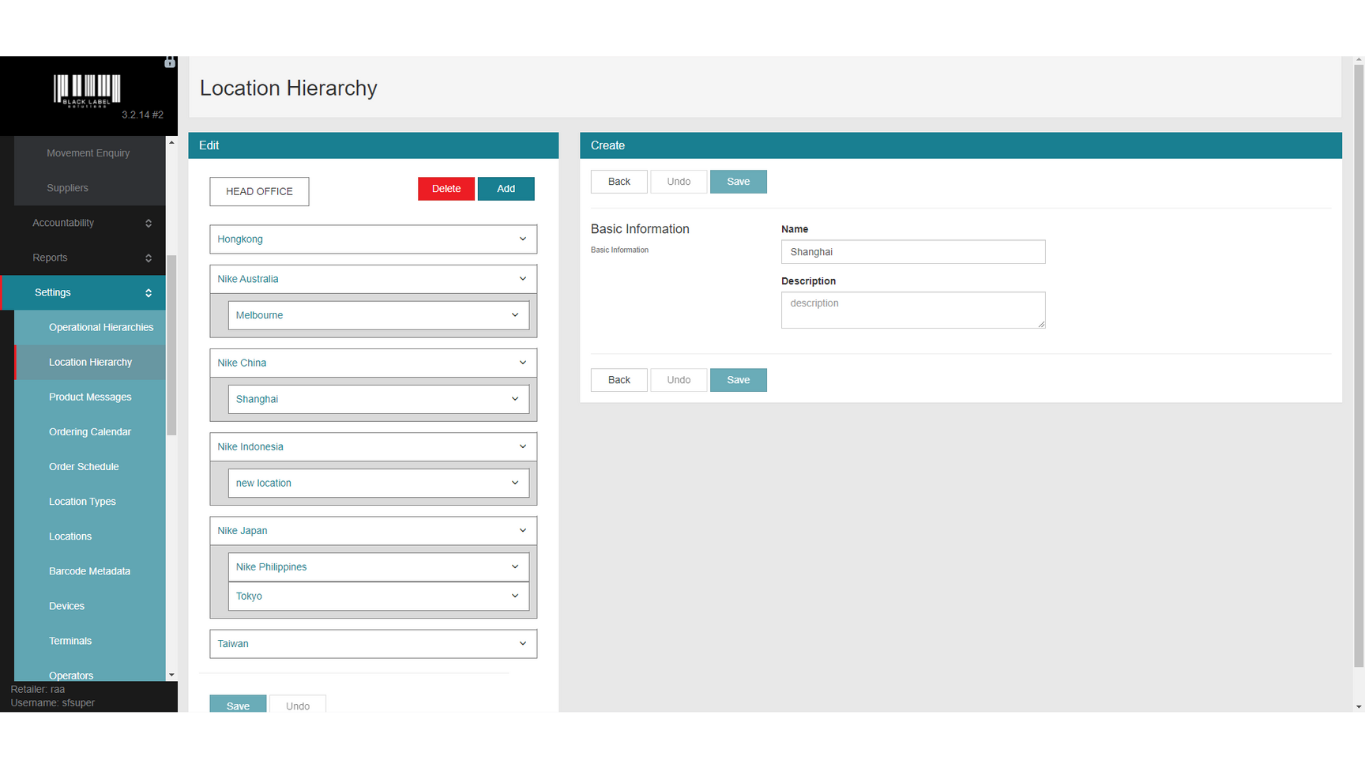 BLACK LABEL
solutions
3.2.14 #2
Movement Enquiry
Suppliers
Accountability
Reports
Settings
Operational Hierarchies
Location Hierarchy
Product Messages
Ordering Calendar
Order Schedule
Location Types
Locations
Barcode Metadata
Devices
Terminals
Operators
Retailer: raa
Username: sfsuper
Location Hierarchy
Edit
HEAD OFFICE
Delete Add
Hongkong
Nike Australia
Melbourne
Nike China
Shanghai
Nike Indonesia
new location
Nike Japan
Nike Philippines
Tokyo
Taiwan
Save Undo
Create
Back Undo Save
Basic Information
Basic Information
Name
Shanghai
Description
description
Back Undo Save